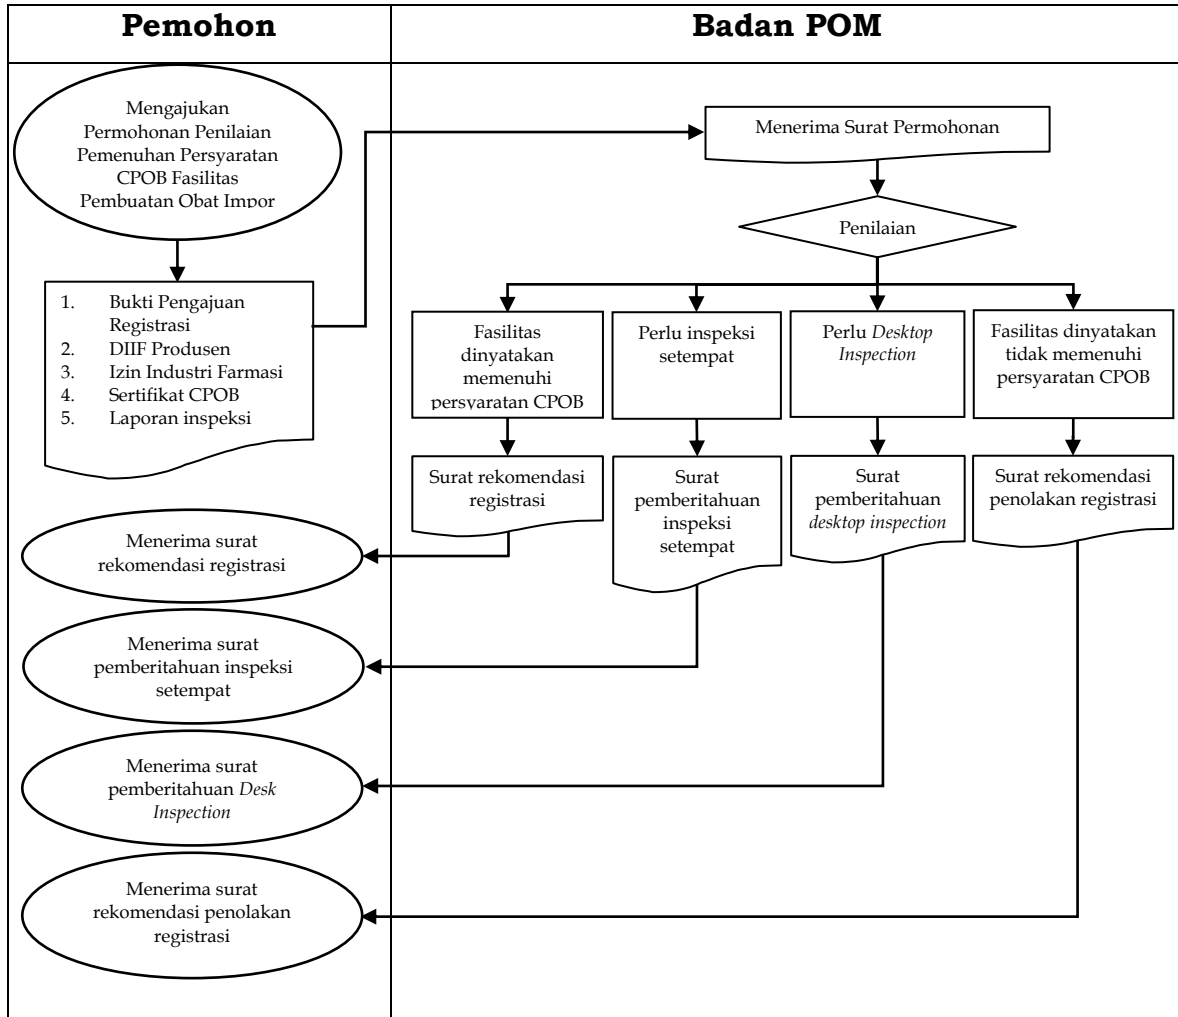 Pemohon
Badan POM
Mengajukan
Permohonan Penilaian
Pemenuhan Persyaratan
CPOB Fasilitas
Pembuatan Obat Impor
1. Bukti Pengajuan
Registrasi
2. DIIF Produsen
3. Izin Industri Farmasi
4. Sertifikat CPOB
5. Laporan inspeksi
Menerima Surat Permohonan
Penilaian
Fasilitas
dinyatakan
memenuhi
persyaratan CPOB
Perlu inspeksi
setempat
Perlu Desktop
Inspection
Fasilitas dinyatakan
tidak memenuhi
persyaratan CPOB
Surat rekomendasi
registrasi
Surat
pemberitahuan
inspeksi
setempat
Surat
pemberitahuan
desktop inspection
Surat rekomendasi
penolakan registrasi
Menerima surat
rekomendasi registrasi
Menerima surat
pemberitahuan inspeksi
setempat
Menerima surat
pemberitahuan Desk
Inspection
Menerima surat
rekomendasi penolakan
registrasi